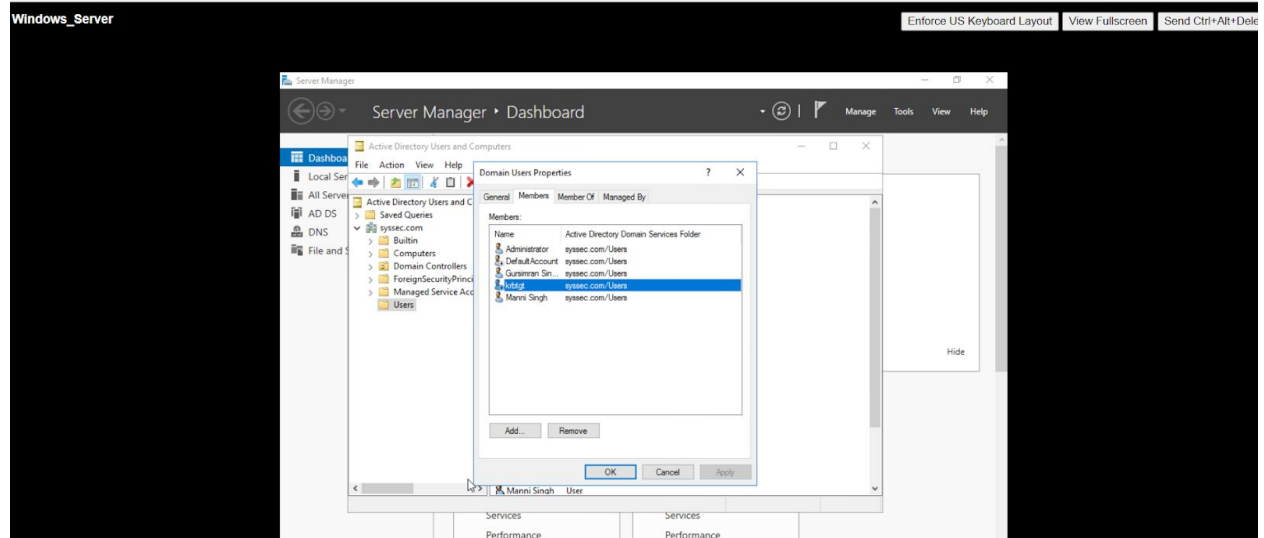 Windows_Server
Enforce US Keyboard Layout View Fullscreen Send Ctrl+Alt+Dele
Server Manager
Server Manager Dashboard Manage Tools View Help
Active Directory Users and Computers
File Action View Help
Domain Users Properties ? X
General Members Member Of Managed By
Members:
Name Active Directory Domain Services Folder
Administrator syssec.com/Users
DefaultAccount syssec.com/Users
Gursimran Sin... syssec.com/Users
krbtgt syssec.com/Users
Manni Singh syssec.com/Users
Add... Remove
OK Cancel Apply
Dashboa
Local Ser
All Server
AD DS
DNS
File and S
Active Directory Users and C
Saved Queries
syssec.com
Builtin
Computers
Domain Controllers
ForeignSecurityPrinci
Managed Service Acc
Users
Hide
Manni Singh User
Services Services
Performance Performance